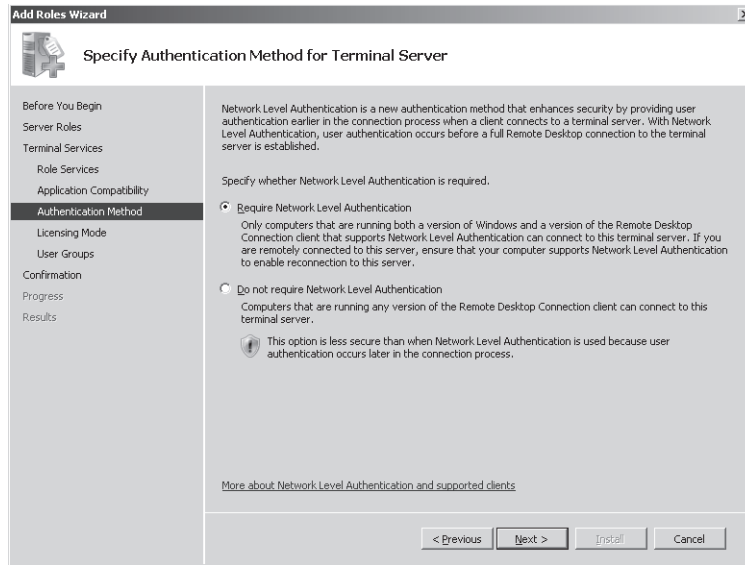 Add Roles Wizard
Specify Authentication Method for Terminal Server
Before You Begin
Server Roles
Terminal Services
Role Services
Application Compatibility
Authentication Method
Licensing Mode
User Groups
Confirmation
Progress
Results
Network Level Authentication is a new authentication method that enhances security by providing user
authentication earlier in the connection process when a client connects to a terminal server. With Network
Level Authentication, user authentication occurs before a full Remote Desktop connection to the terminal
server is established.
Specify whether Network Level Authentication is required.
Require Network Level Authentication
Only computers that are running both a version of Windows and a version of the Remote Desktop
Connection client that supports Network Level Authentication can connect to this terminal server. If you
are remotely connected to this server, ensure that your computer supports Network Level Authentication
to enable reconnection to this server.
Do not require Network Level Authentication
Computers that are running any version of the Remote Desktop Connection client can connect to this
terminal server.
This option is less secure than when Network Level Authentication is used because user
authentication occurs later in the connection process.
More about Network Level Authentication and supported clients
< Previous
Next >
Install
Cancel